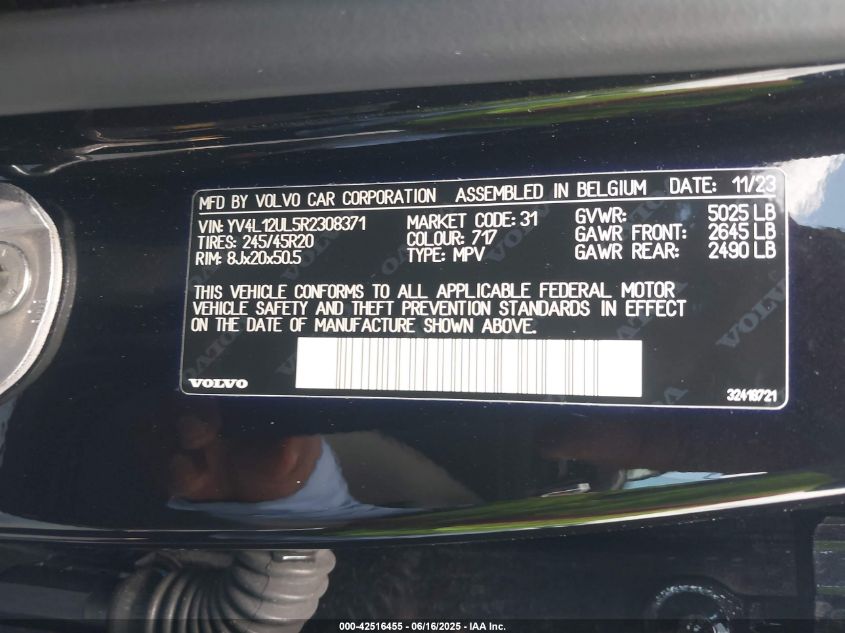 MFD BY VOLVO CAR CORPORATION ASSEMBLED IN BELGIUM DATE: 11/23
VIN: YV4L12UL5R2308371 MARKET CODE: 31 GVWR: 5025 LB
TIRES: 245/45R20 COLOUR: 717 GAWR FRONT: 2645 LB
RIM: 8Jx20x50.5 TYPE: MPV GAWR REAR: 2490 LB
THIS VEHICLE CONFORMS TO ALL APPLICABLE FEDERAL MOTOR
VEHICLE SAFETY AND THEFT PREVENTION STANDARDS IN EFFECT
ON THE DATE OF MANUFACTURE SHOWN ABOVE.
VOLVO 32418721
000-42516455 - 06/16/2025 - IAA Inc.